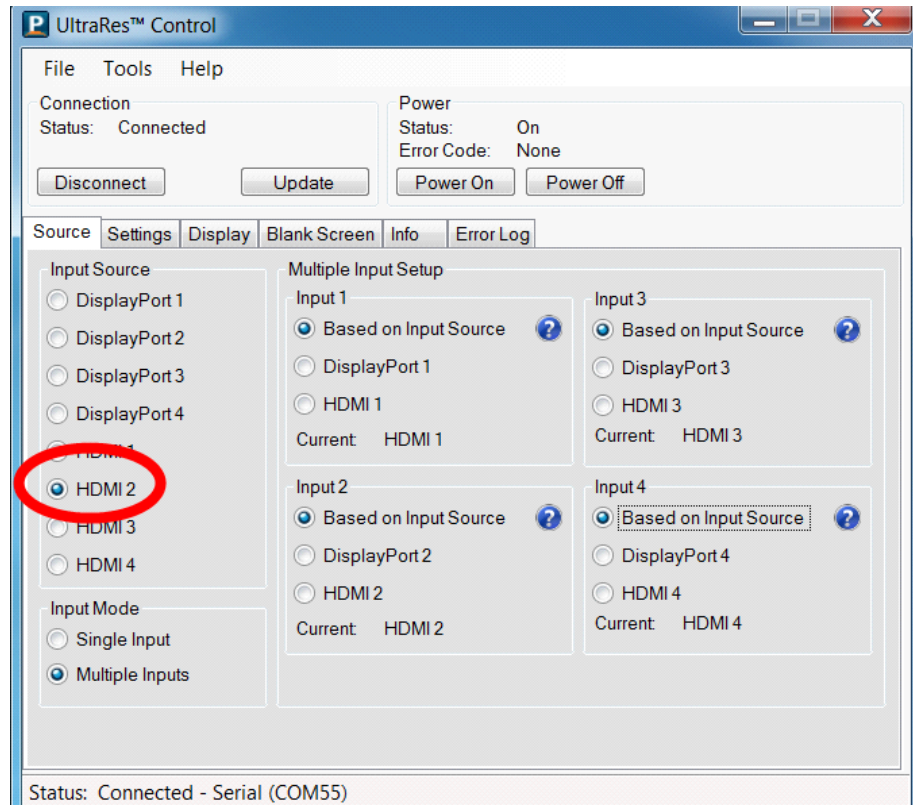 P UltraRes™ Control
File Tools Help
Connection
Status: Connected
Disconnect Update
Power
Status: On
Error Code: None
Power On Power Off
Source Settings Display Blank Screen Info Error Log
Input Source
DisplayPort 1
DisplayPort 2
DisplayPort 3
DisplayPort 4
HDMI 1
HDMI 2
HDMI 3
HDMI 4
Input Mode
Single Input
Multiple Inputs
Multiple Input Setup
Input 1
Based on Input Source ?
DisplayPort 1
HDMI 1
Current: HDMI 1
Input 2
Based on Input Source ?
DisplayPort 2
HDMI 2
Current: HDMI 2
Input 3
Based on Input Source ?
DisplayPort 3
HDMI 3
Current: HDMI 3
Input 4
Based on Input Source ?
DisplayPort 4
HDMI 4
Current: HDMI 4
Status: Connected - Serial (COM55)